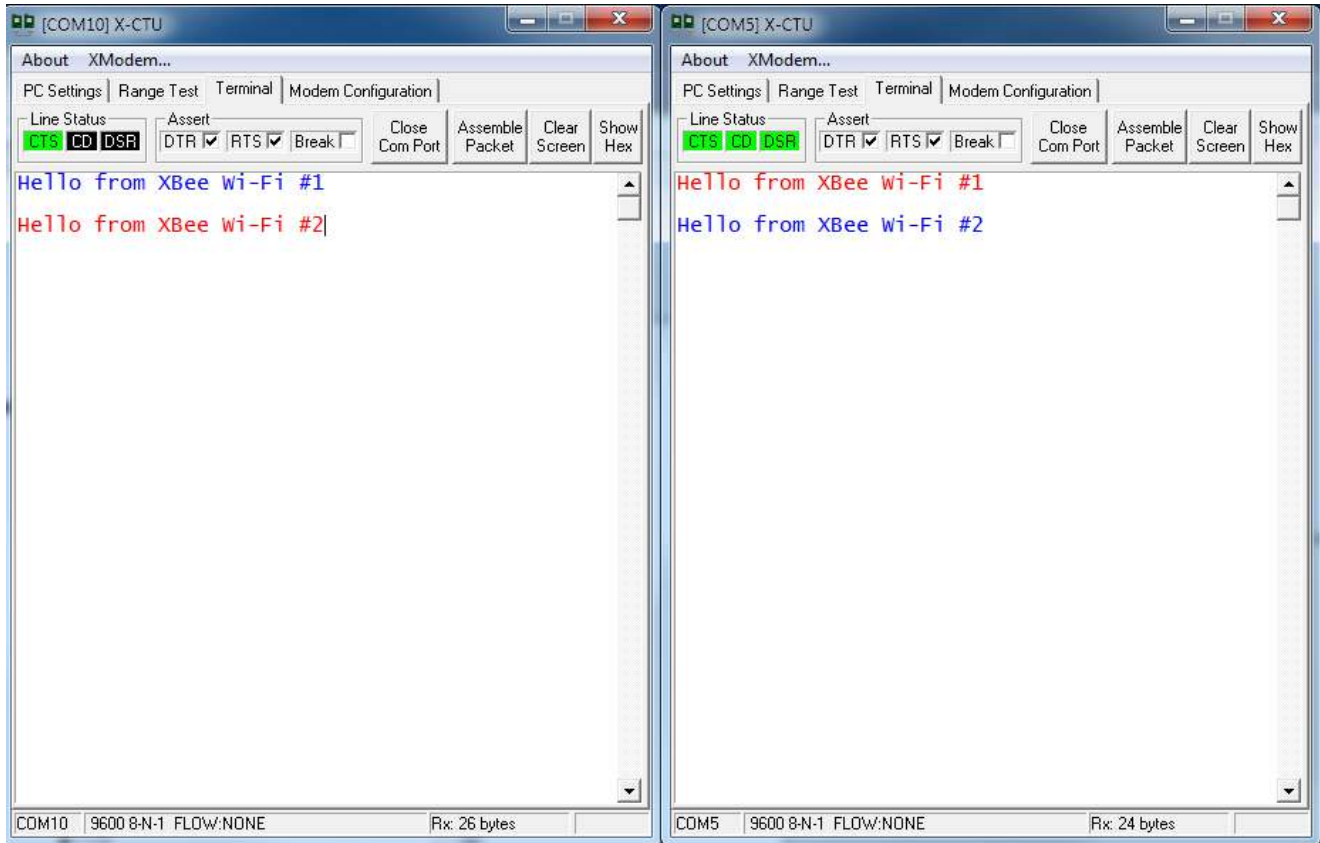 [COM10] X-CTU
About XModem...
PC Settings Range Test Terminal Modem Configuration
Line Status
CTS CD DSR
Assert
DTR RTS Break
Close Com Port
Assemble Packet
Clear Screen
Show Hex
Hello from XBee Wi-Fi #1
Hello from XBee Wi-Fi #2
COM10 9600 8-N-1 FLOW:NONE Rx: 26 bytes
[COM5] X-CTU
About XModem...
PC Settings Range Test Terminal Modem Configuration
Line Status
CTS CD DSR
Assert
DTR RTS Break
Close Com Port
Assemble Packet
Clear Screen
Show Hex
Hello from XBee Wi-Fi #1
Hello from XBee Wi-Fi #2
COM5 9600 8-N-1 FLOW:NONE Rx: 24 bytes